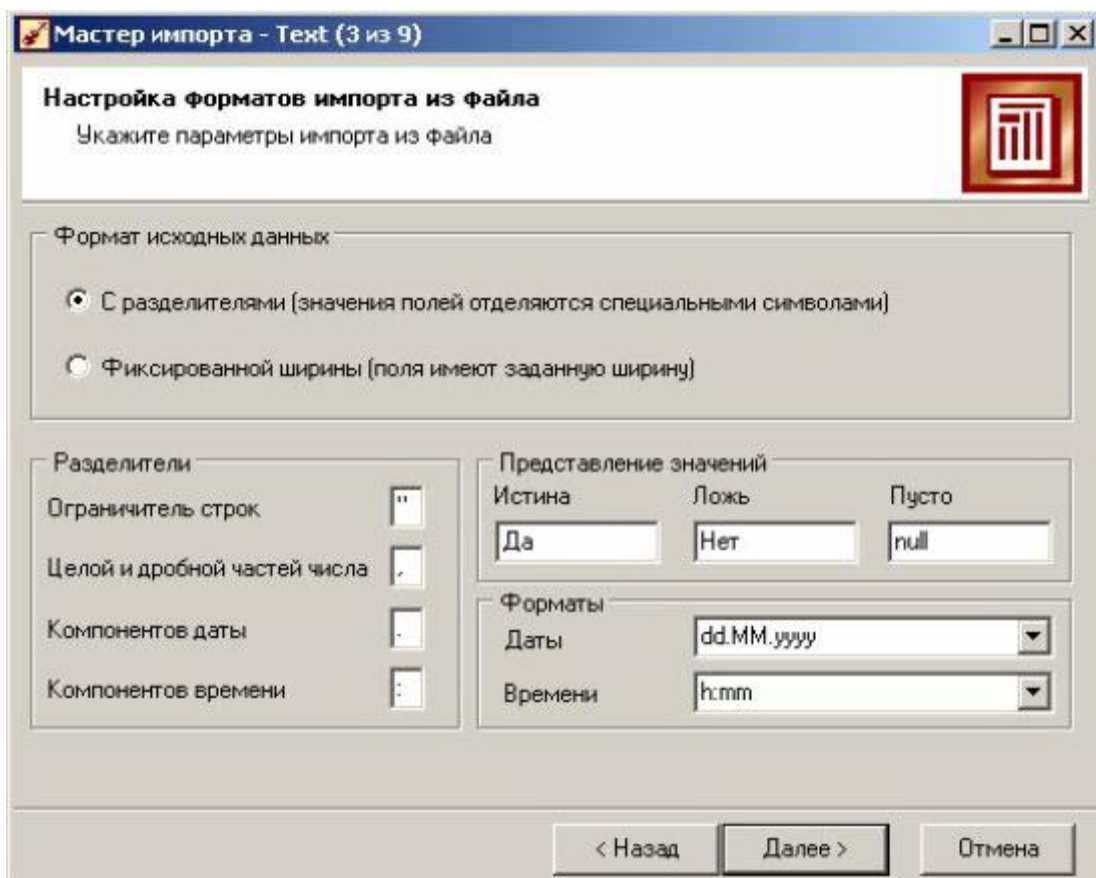 Мастер импорта - Text (3 из 9)
Настройка форматов импорта из файла
Укажите параметры импорта из файла
Формат исходных данных
С разделителями (значения полей отделяются специальными символами)
Фиксированной ширины (поля имеют заданную ширину)
Разделители
Ограничитель строк "
Целой и дробной частей числа ,
Компонентов даты .
Компонентов времени :
Представление значений
Истина Ложь Пусто
Да Нет null
Форматы
Даты dd.MM.yyyy
Времени h:mm
< Назад Далее > Отмена